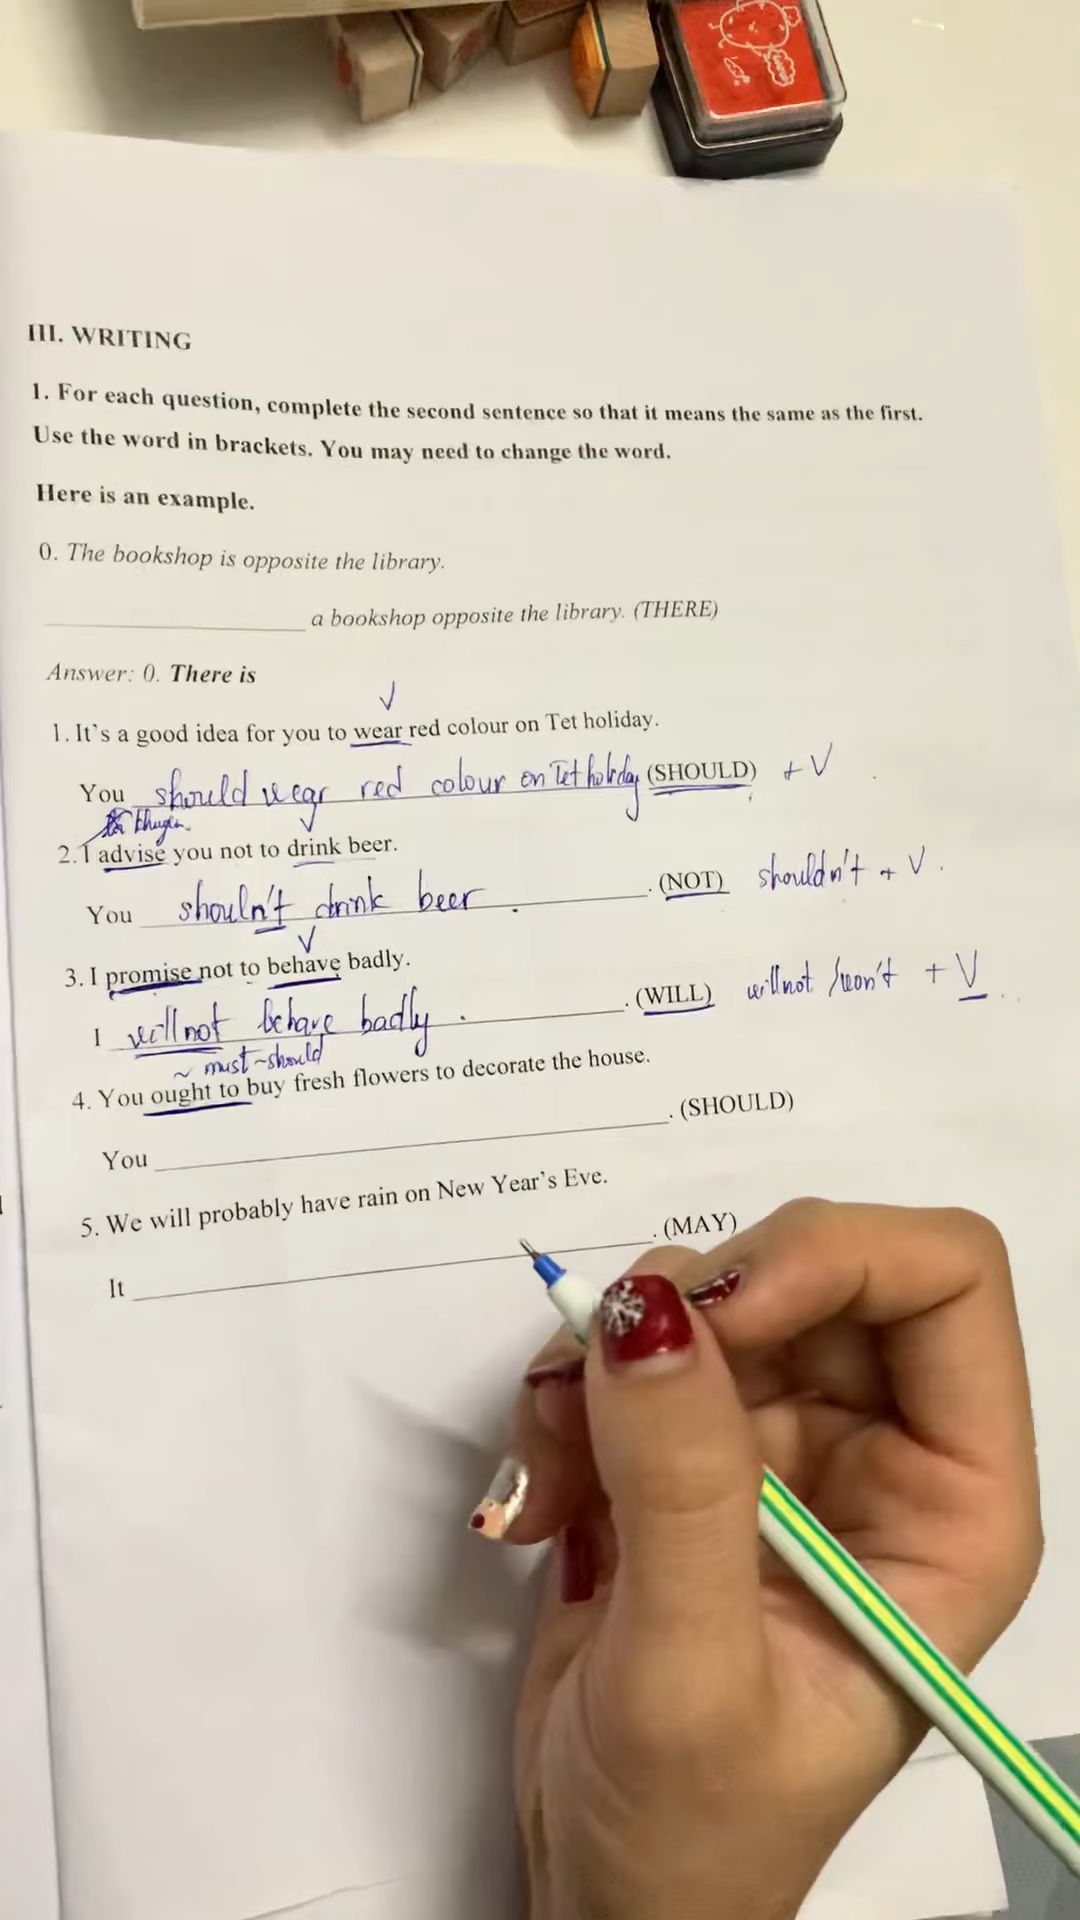 III. WRITING
1. For each question, complete the second sentence so that it means the same as the first.
Use the word in brackets. You may need to change the word.
Here is an example.
0. The bookshop is opposite the library.
____________________ a bookshop opposite the library. (THERE)
Answer: 0. There is
V
1. It's a good idea for you to wear red colour on Tet holiday.
You should wear red colour on Tet holiday (SHOULD) + V
khuyên
V
2. I advise you not to drink beer.
You shouln't drink beer . (NOT) shouldn't + V.
V
3. I promise not to behave badly.
I will not behave badly . (WILL) will not / won't + V
~ must ~ should
4. You ought to buy fresh flowers to decorate the house.
You ____________________. (SHOULD)
5. We will probably have rain on New Year's Eve.
It ____________________. (MAY)